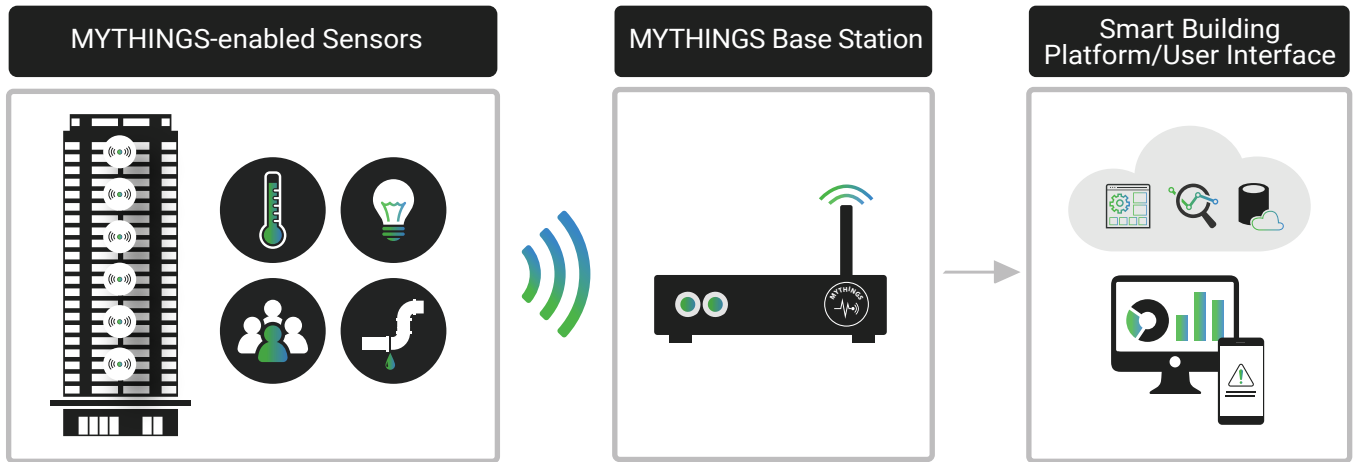 MYTHINGS-enabled Sensors
MYTHINGS Base Station
Smart Building
Platform/User Interface
MYTHINGS